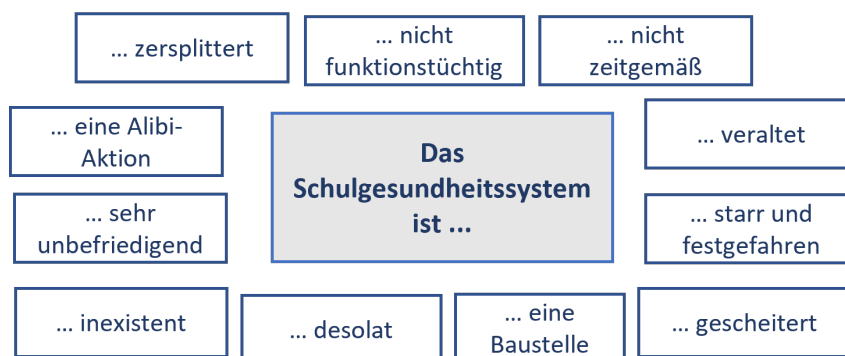 ... zersplittert
... nicht
funktionstüchtig
... nicht
zeitgemäß
... eine Alibi-
Aktion
Das
Schulgesundheitssystem
ist ...
... veraltet
... sehr
unbefriedigend
... starr und
festgefahren
... inexistent
... desolat
... eine
Baustelle
... gescheitert